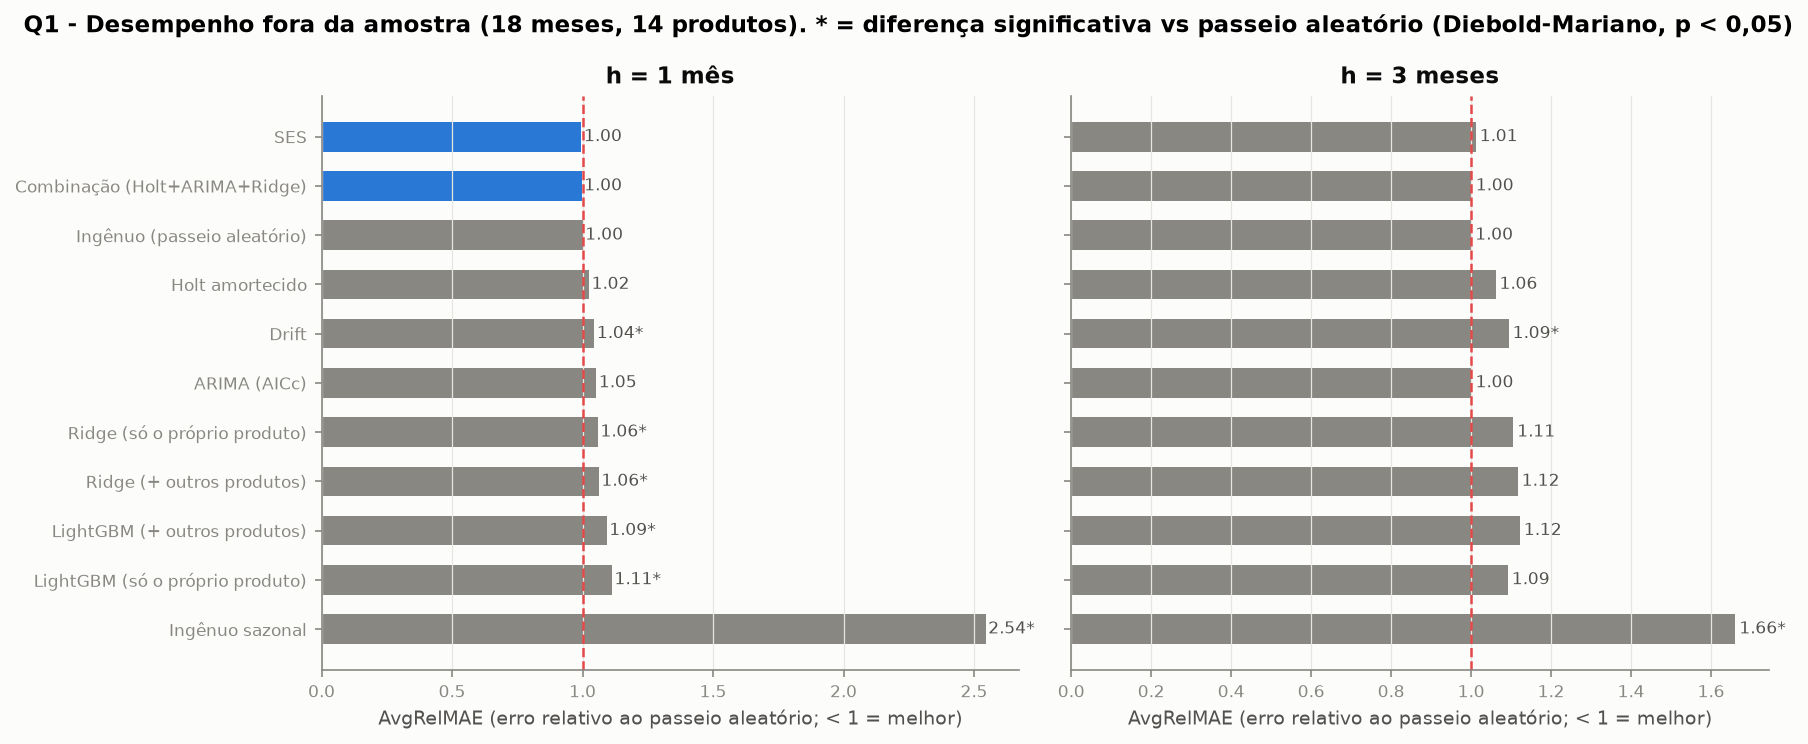 Q1 - Desempenho fora da amostra (18 meses, 14 produtos). * = diferença significativa vs passeio aleatório (Diebold-Mariano, p < 0,05)
h = 1 mês
SES 1.00
Combinação (Holt+ARIMA+Ridge) 1.00
Ingênuo (passeio aleatório) 1.00
Holt amortecido 1.02
Drift 1.04*
ARIMA (AICc) 1.05
Ridge (só o próprio produto) 1.06*
Ridge (+ outros produtos) 1.06*
LightGBM (+ outros produtos) 1.09*
LightGBM (só o próprio produto) 1.11*
Ingênuo sazonal 2.54*
0.0 0.5 1.0 1.5 2.0 2.5
AvgRelMAE (erro relativo ao passeio aleatório; < 1 = melhor)
h = 3 meses
1.01
1.00
1.00
1.06
1.09*
1.00
1.11
1.12
1.12
1.09
1.66*
0.0 0.2 0.4 0.6 0.8 1.0 1.2 1.4 1.6
AvgRelMAE (erro relativo ao passeio aleatório; < 1 = melhor)